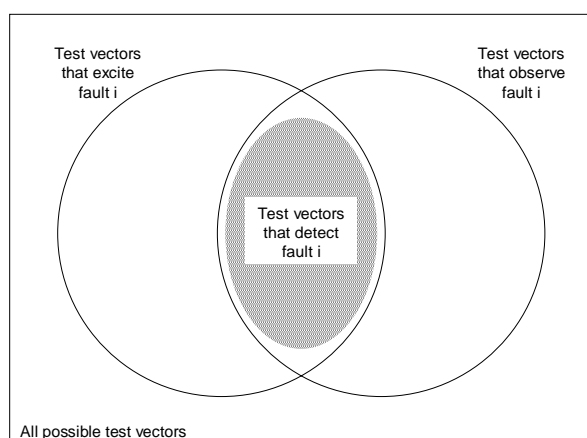 Test vectors
that excite
fault i
Test vectors
that observe
fault i
Test vectors
that detect
fault i
All possible test vectors